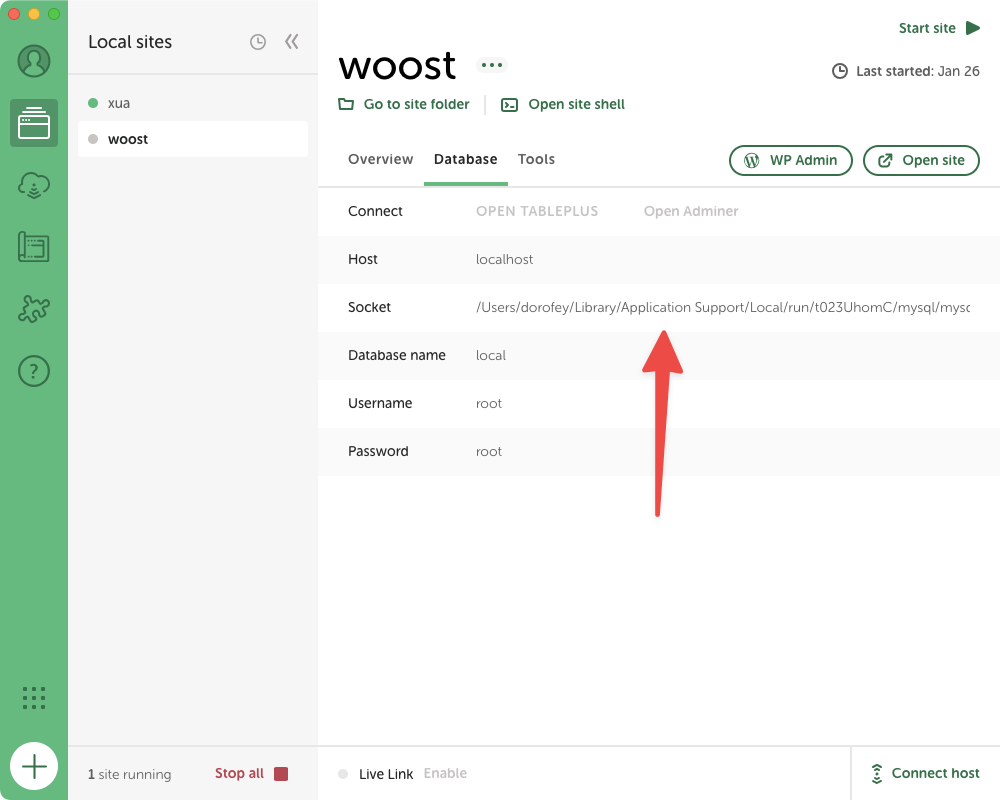 Local sites
xua
woost
1 site running
Stop all
Start site
woost
Last started: Jan 26
Go to site folder
Open site shell
Overview
Database
Tools
WP Admin
Open site
Connect
OPEN TABLEPLUS
Open Adminer
Host
localhost
Socket
/Users/dorofey/Library/Application Support/Local/run/t023UhomC/mysql/mysc
Database name
local
Username
root
Password
root
Live Link
Enable
Connect host